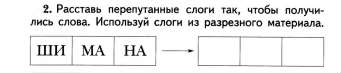 2. Расставь перепутанные слоги так, чтобы получи-
лись слова. Используй слоги из разрезного материала.
ШИ МА НА